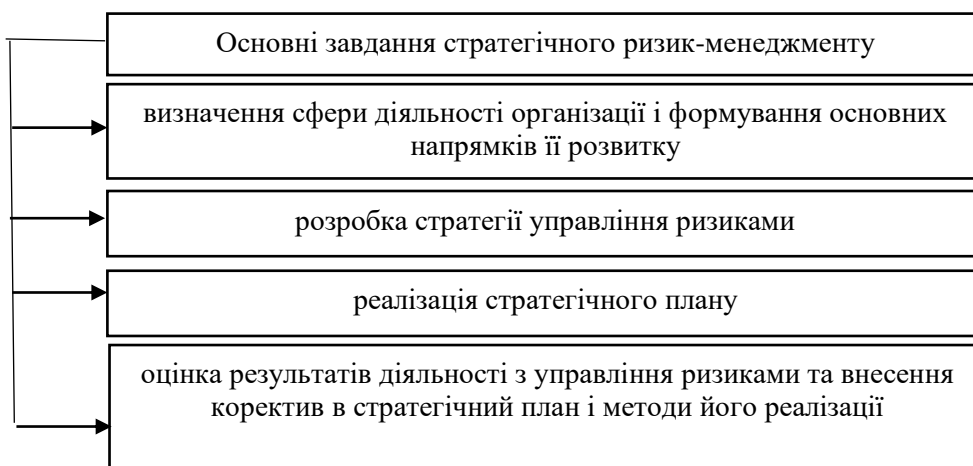 Основні завдання стратегічного ризик-менеджменту
визначення сфери діяльності організації і формування основних
напрямків її розвитку
розробка стратегії управління ризиками
реалізація стратегічного плану
оцінка результатів діяльності з управління ризиками та внесення
коректив в стратегічний план і методи його реалізації